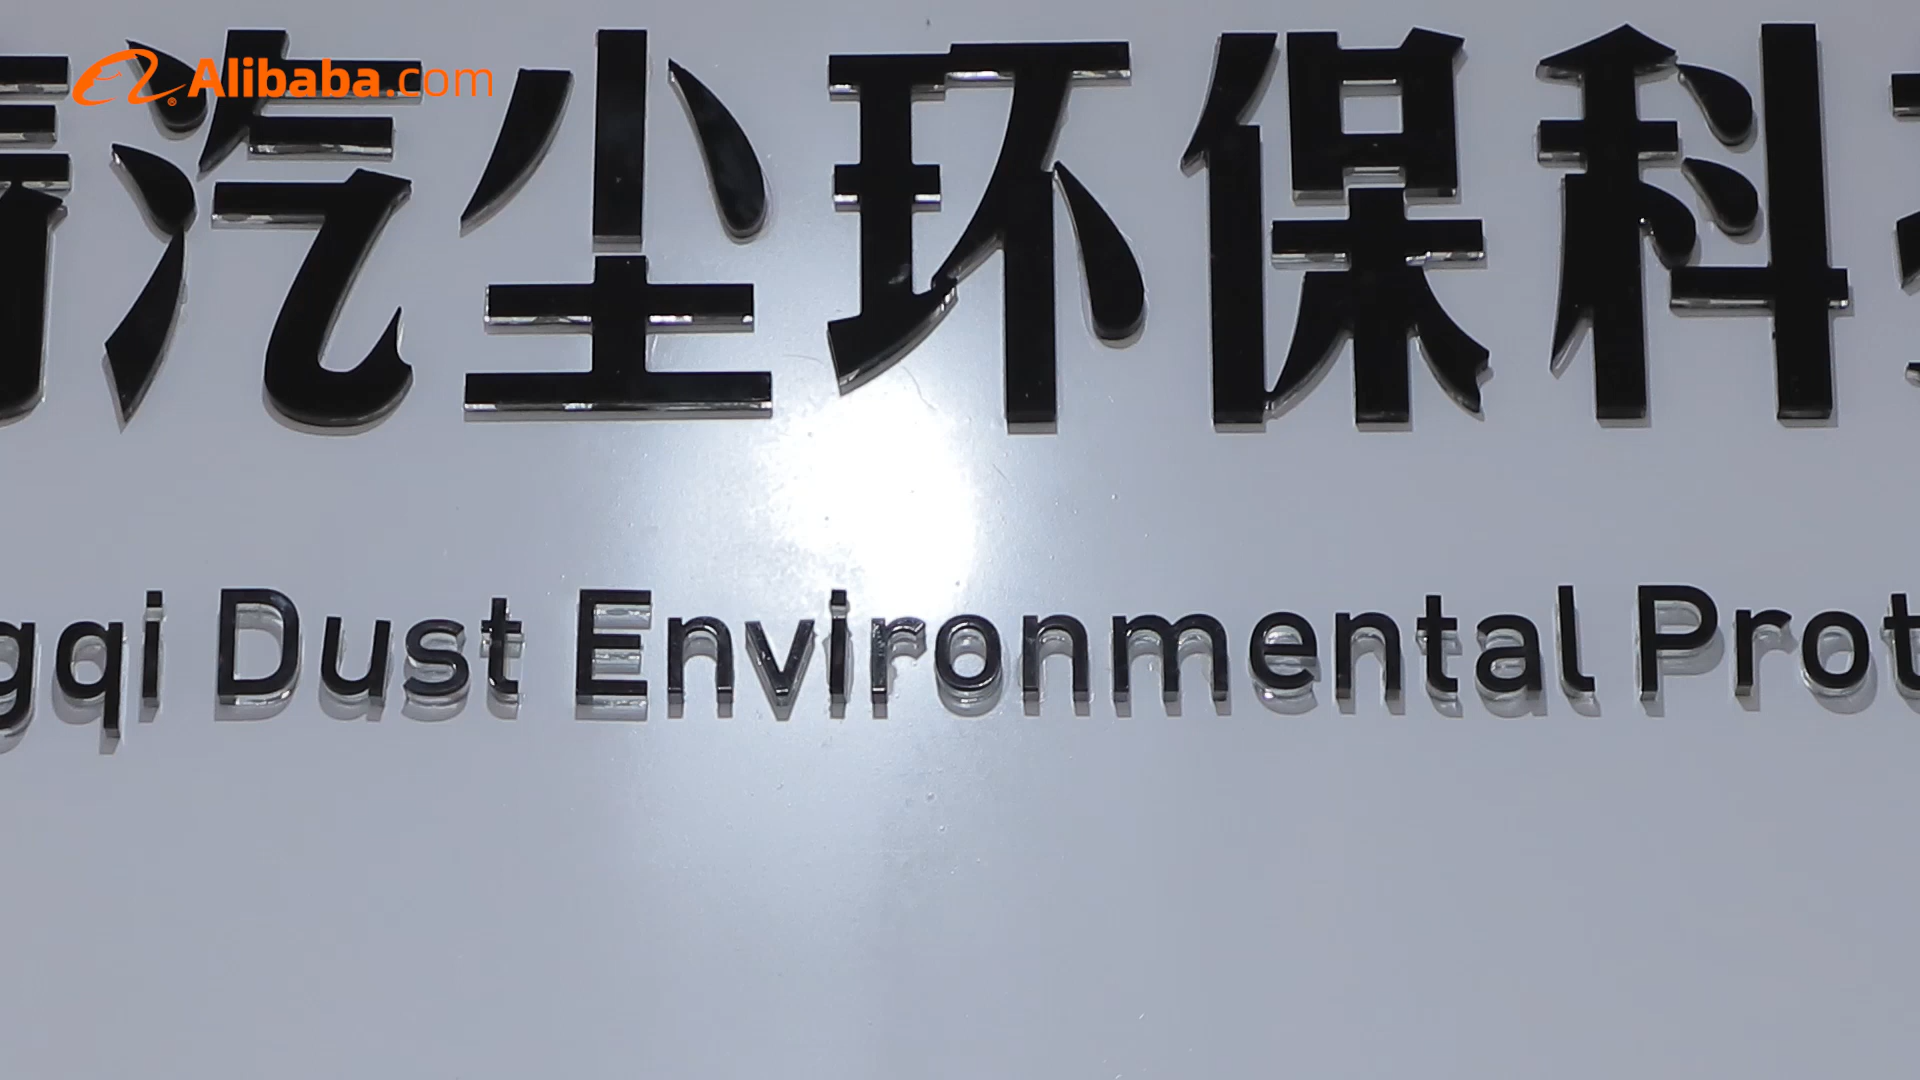 Alibaba.com
汽尘环保科
gqi Dust Environmental Prot